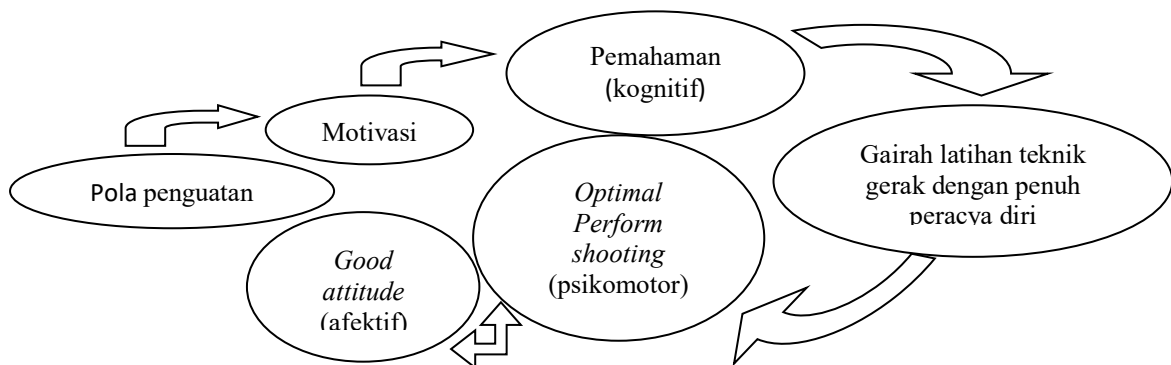 Pola penguatan
Motivasi
Pemahaman
(kognitif)
Gairah latihan teknik
gerak dengan penuh
peracya diri
Optimal
Perform
shooting
(psikomotor)
Good
attitude
(afektif)